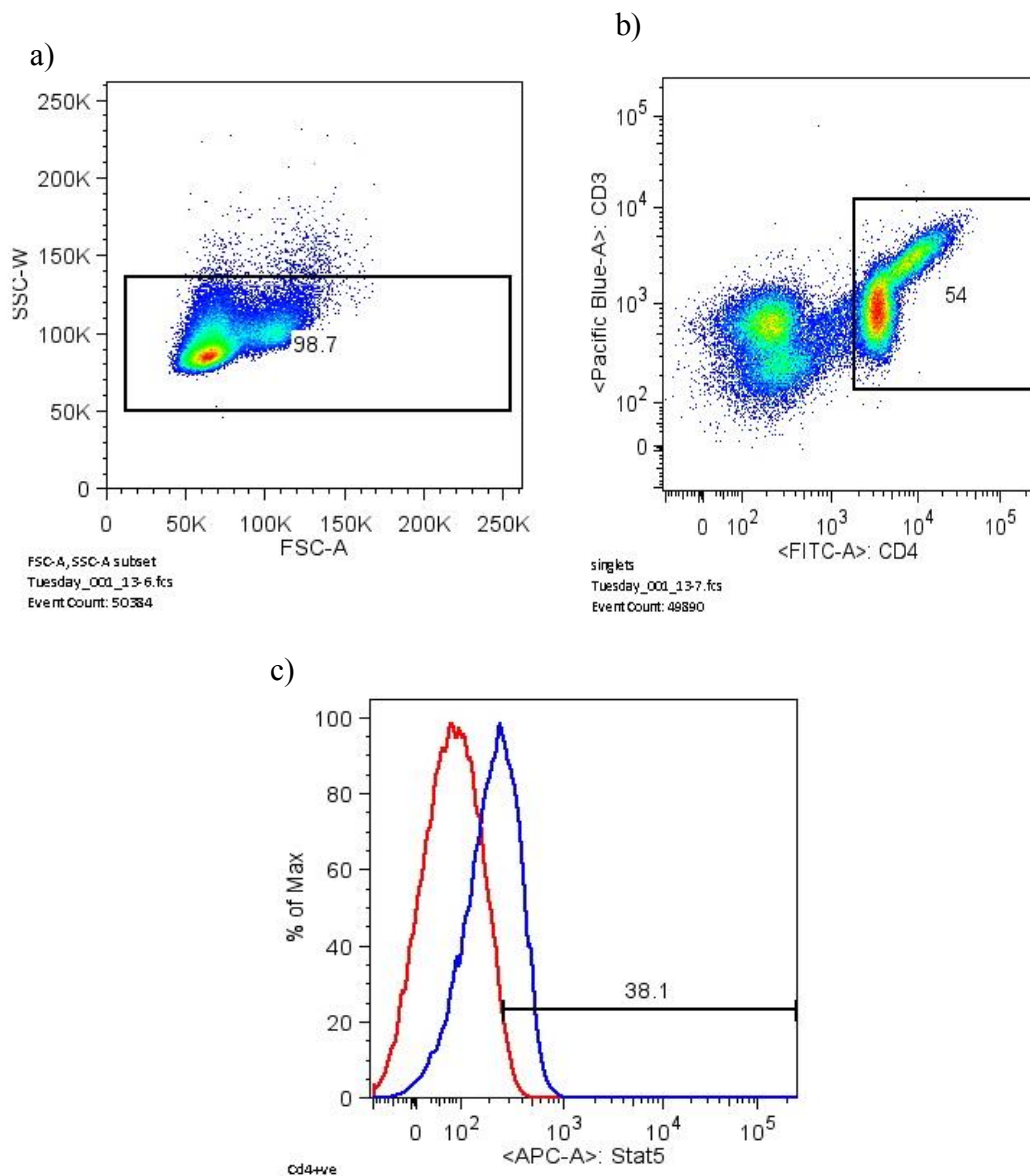 a)
250K
200K
150K
100K
50K
0
SSC-W
98.7
0 50K 100K 150K 200K 250K
FSC-A
FSC-A, SSC-A subset
Tuesday_001_13-6.fcs
Event Count: 50384
b)
10^5
10^4
10^3
10^2
0
<Pacific Blue-A>: CD3
54
0 10^2 10^3 10^4 10^5
<FITC-A>: CD4
singlets
Tuesday_001_13-7.fcs
Event Count: 49890
c)
100
80
60
40
20
0
% of Max
38.1
0 10^2 10^3 10^4 10^5
<APC-A>: Stat5
Cd4+ve